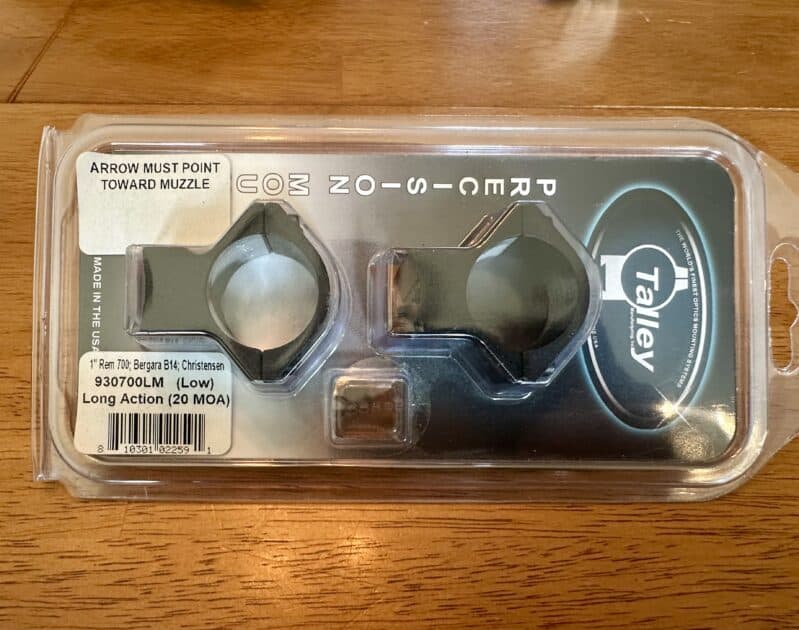 ARROW MUST POINT
TOWARD MUZZLE
PRECISION MOU
MADE IN THE USA
1" Rem 700; Bergara B14; Christensen
930700LM (Low)
Long Action (20 MOA)
8 10301 02259 1
Talley
THE WORLD'S FINEST OPTICS MOUNTING SYSTEMS